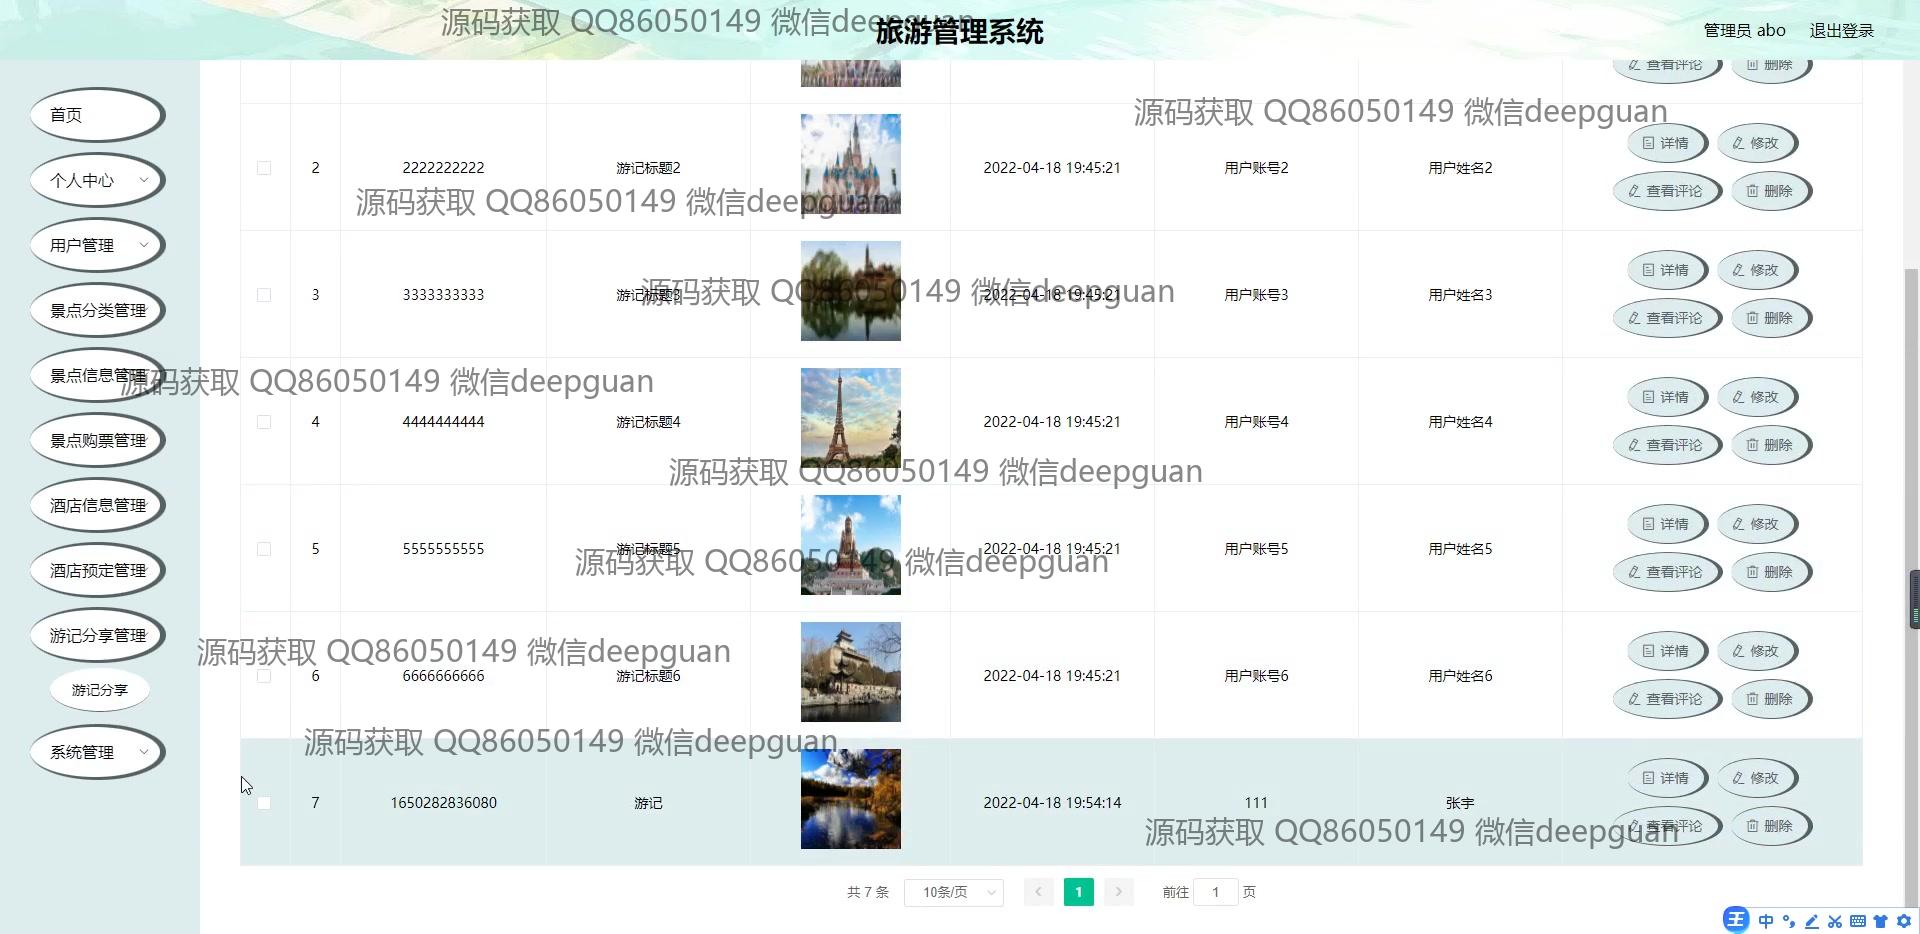 源码获取 QQ86050149 微信deepguan
旅游管理系统
管理员 abo 退出登录
首页
个人中心
用户管理
景点分类管理
景点信息管理
景点购票管理
酒店信息管理
酒店预定管理
游记分享管理
游记分享
系统管理
查看评论 删除
源码获取 QQ86050149 微信deepguan
2 2222222222 游记标题2 2022-04-18 19:45:21 用户账号2 用户姓名2 详情 修改
查看评论 删除
源码获取 QQ86050149 微信deepguan
3 3333333333 游记标题3 2022-04-18 19:45:21 用户账号3 用户姓名3 详情 修改
查看评论 删除
源码获取 QQ86050149 微信deepguan
源码获取 QQ86050149 微信deepguan
4 4444444444 游记标题4 2022-04-18 19:45:21 用户账号4 用户姓名4 详情 修改
查看评论 删除
源码获取 QQ86050149 微信deepguan
5 5555555555 游记标题5 2022-04-18 19:45:21 用户账号5 用户姓名5 详情 修改
查看评论 删除
源码获取 QQ86050149 微信deepguan
源码获取 QQ86050149 微信deepguan
6 6666666666 游记标题6 2022-04-18 19:45:21 用户账号6 用户姓名6 详情 修改
查看评论 删除
源码获取 QQ86050149 微信deepguan
7 1650282836080 游记 2022-04-18 19:54:14 111 张宇 详情 修改
查看评论 删除
源码获取 QQ86050149 微信deepguan
共 7 条 10条/页 1 前往 1 页
王 中